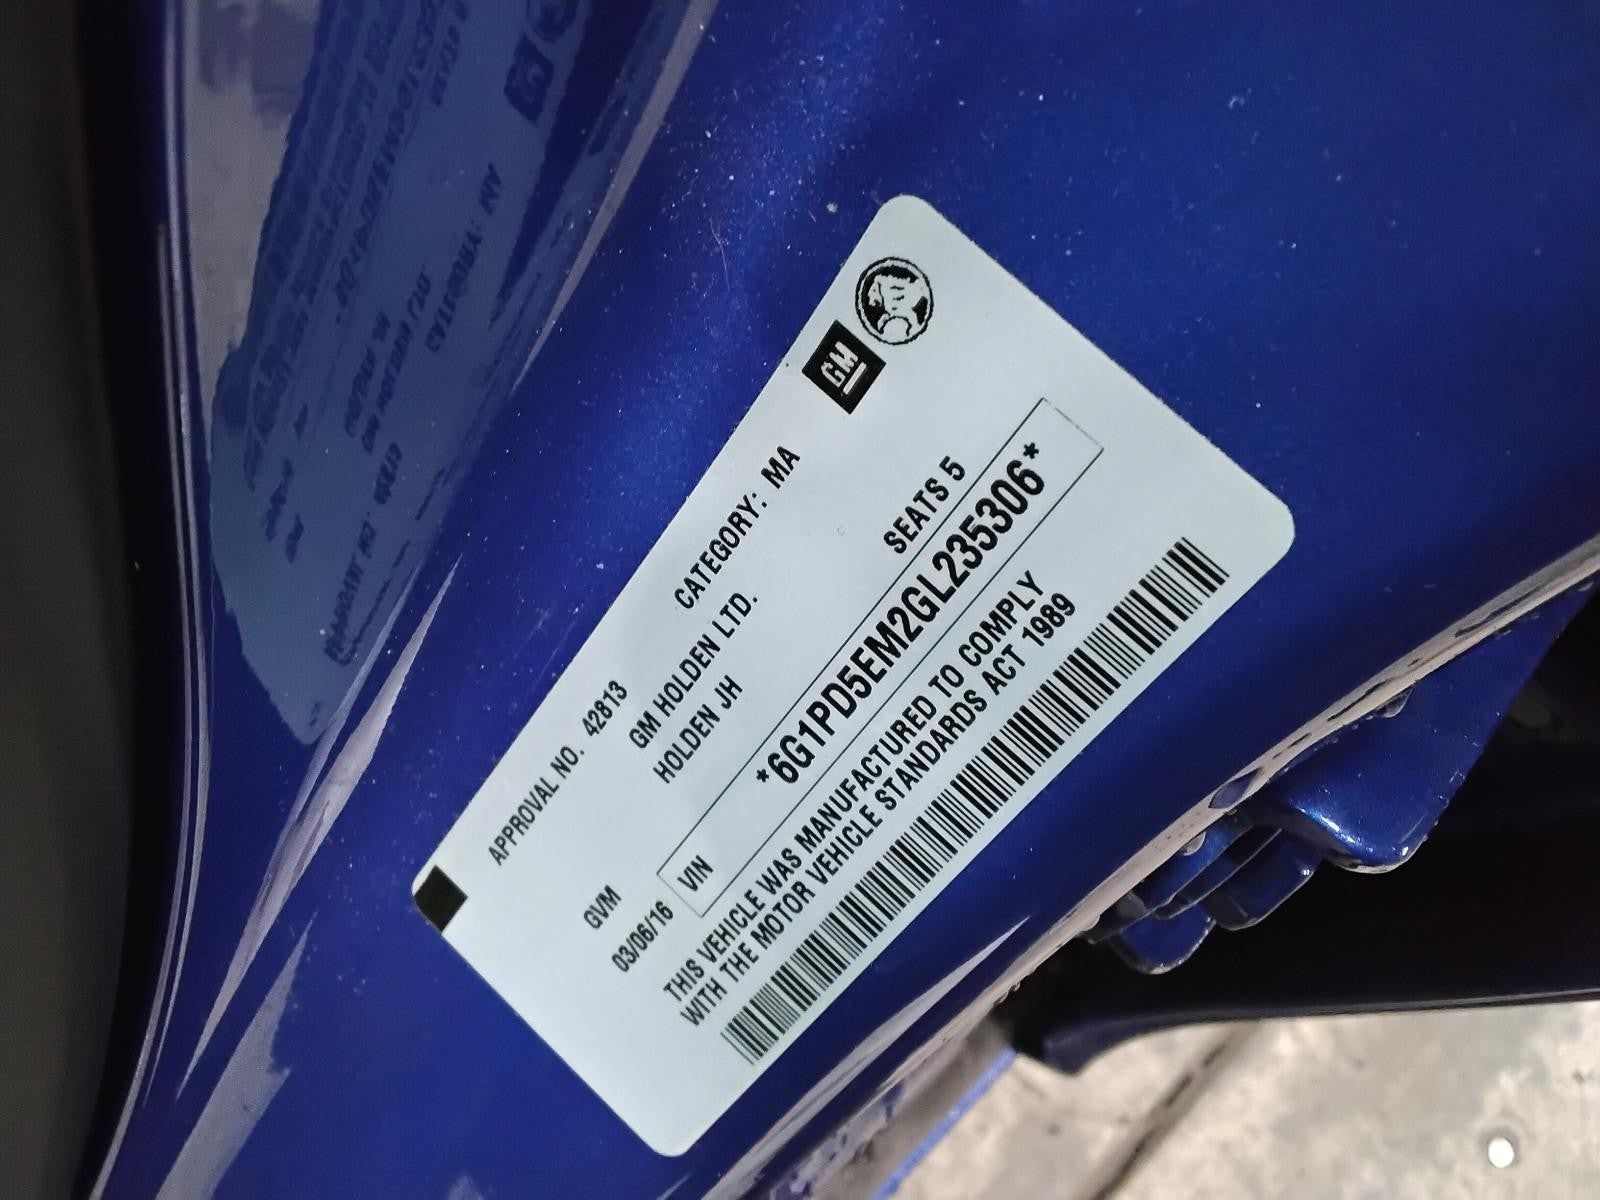 GM
APPROVAL NO. 42813 CATEGORY: MA
GM HOLDEN LTD.
GVM HOLDEN JH SEATS 5
03/06/16
VIN *6G1PD5EM2GL235306*
THIS VEHICLE WAS MANUFACTURED TO COMPLY
WITH THE MOTOR VEHICLE STANDARDS ACT 1989